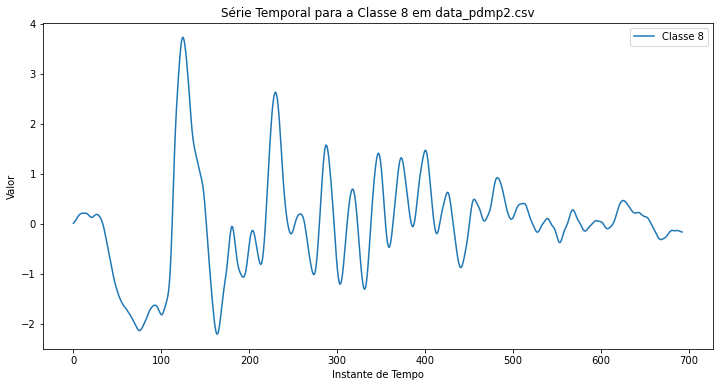 Série Temporal para a Classe 8 em data_pdmp2.csv
Classe 8
Valor
4
3
2
1
0
−1
−2
0 100 200 300 400 500 600 700
Instante de Tempo